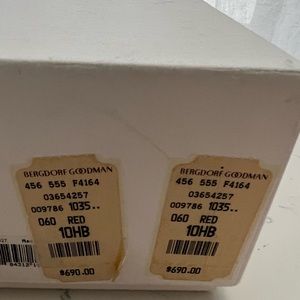 BERGDORF GOODMAN
456 555 F4164
03654257
009786 1035..
060 RED
10HB
$690.00
BERGDORF GOODMAN
456 555 F4164
03654257
009786 1035..
060 RED
10HB
$690.00